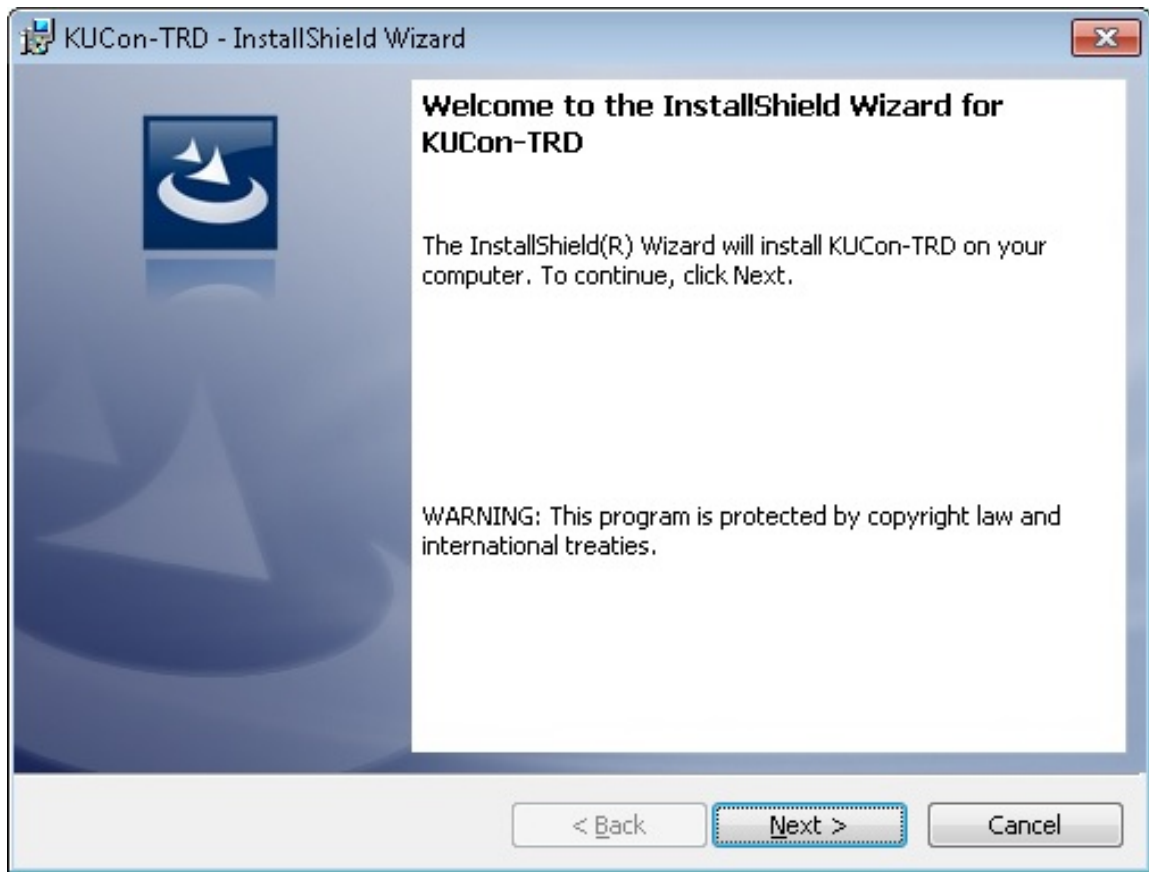 KUCon-TRD - InstallShield Wizard
Welcome to the InstallShield Wizard for
KUCon-TRD
The InstallShield(R) Wizard will install KUCon-TRD on your
computer. To continue, click Next.
WARNING: This program is protected by copyright law and
international treaties.
< Back
Next >
Cancel